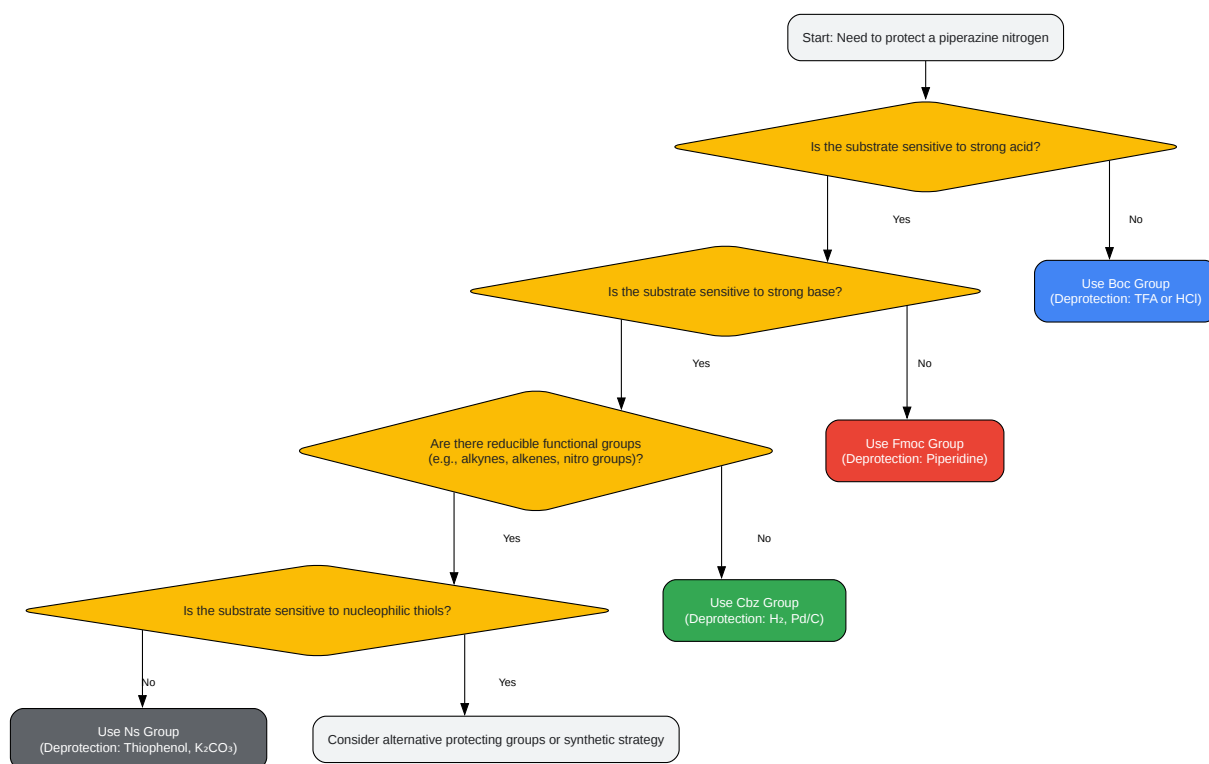 Start: Need to protect a piperazine nitrogen
Is the substrate sensitive to strong acid?
Yes
No
Is the substrate sensitive to strong base?
Use Boc Group
(Deprotection: TFA or HCl)
Yes
No
Are there reducible functional groups
(e.g., alkynes, alkenes, nitro groups)?
Use Fmoc Group
(Deprotection: Piperidine)
Yes
No
Is the substrate sensitive to nucleophilic thiols?
Use Cbz Group
(Deprotection: H₂, Pd/C)
No
Yes
Use Ns Group
(Deprotection: Thiophenol, K₂CO₃)
Consider alternative protecting groups or synthetic strategy